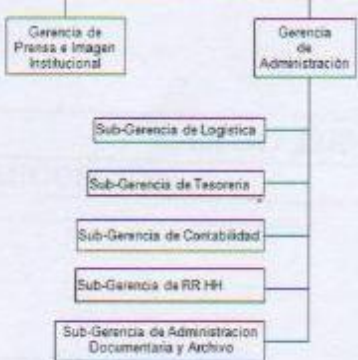 Gerencia de
Prensa e Imagen
Institucional
Gerencia
de
Administración
Sub-Gerencia de Logistica
Sub-Gerencia de Tesoreria
Sub-Gerencia de Contabilidad
Sub-Gerencia de RR.HH
Sub-Gerencia de Administracion
Documentaria y Archivo